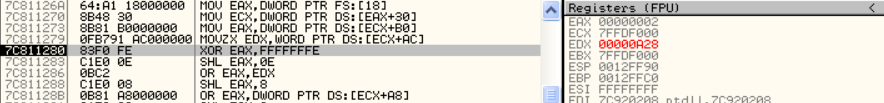 7C81126A 64:A1 18000000 MOV EAX,DWORD PTR FS:[18]
7C811270 8B48 30 MOV ECX,DWORD PTR DS:[EAX+30]
7C811273 8B81 B0000000 MOV EAX,DWORD PTR DS:[ECX+B0]
7C811279 0FB791 AC000000 MOVZX EDX,WORD PTR DS:[ECX+AC]
7C811280 83F0 FE XOR EAX,FFFFFFFE
7C811283 C1E0 0E SHL EAX,0E
7C811286 0BC2 OR EAX,EDX
7C811288 C1E0 08 SHL EAX,8
7C81128B 0B81 A8000000 OR EAX,DWORD PTR DS:[ECX+A8]
Registers (FPU) <
EAX 00000002
ECX 7FFDF000
EDX 00000A28
EBX 7FFDF000
ESP 0012FF90
EBP 0012FFC0
ESI FFFFFFFF
EDI 7C920208 ntdll.7C920208